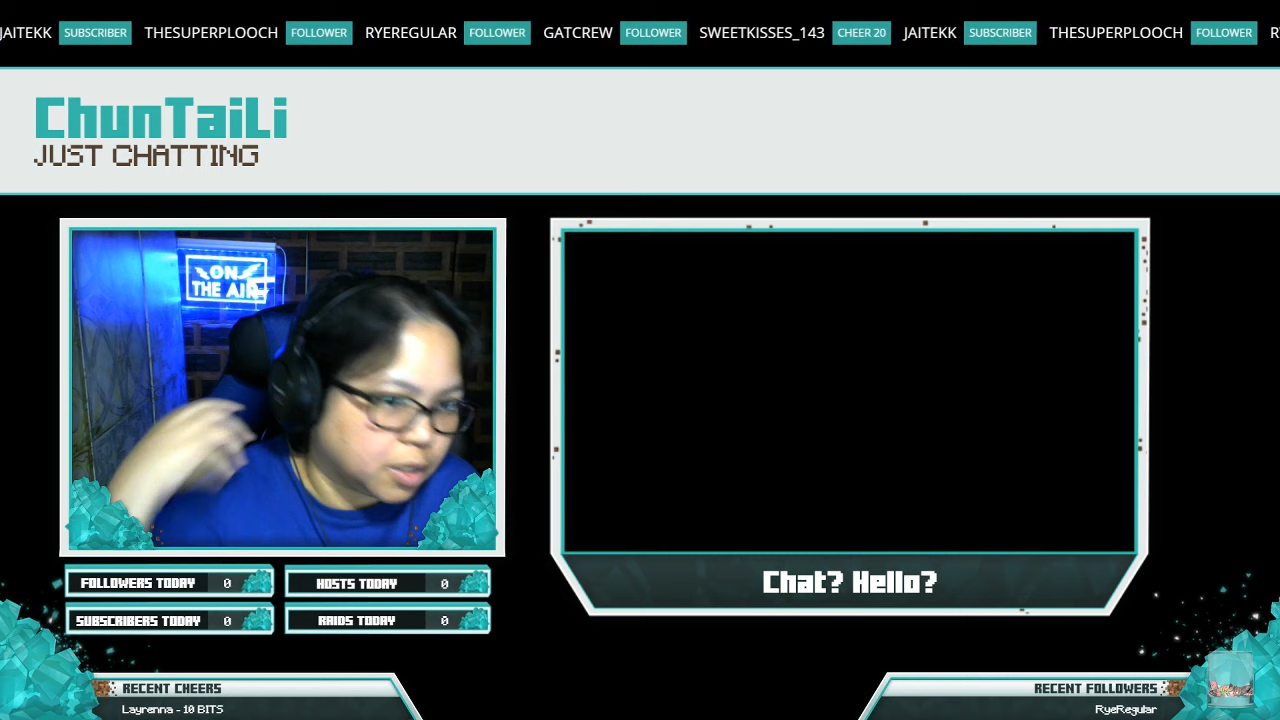 JAITEKK SUBSCRIBER THESUPERPLOOCH FOLLOWER RYEREGULAR FOLLOWER GATCREW FOLLOWER SWEETKISSES_143 CHEER 20 JAITEKK SUBSCRIBER THESUPERPLOOCH FOLLOWER
ChunTaiLi
JUST CHATTING
ON
THE AIR
Chat? Hello?
FOLLOWERS TODAY 0
HOSTS TODAY 0
SUBSCRIBERS TODAY 0
RAIDS TODAY 0
RECENT CHEERS
Layrenna - 10 BITS
RECENT FOLLOWERS
RyeRegular